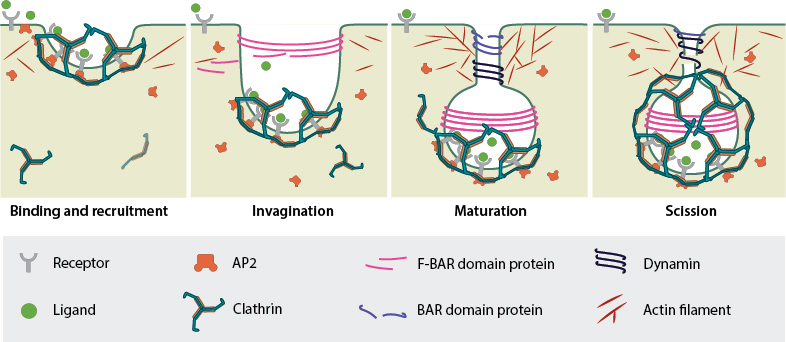 Binding and recruitment
Invagination
Maturation
Scission
Receptor
AP2
F-BAR domain protein
Dynamin
Ligand
Clathrin
BAR domain protein
Actin filament